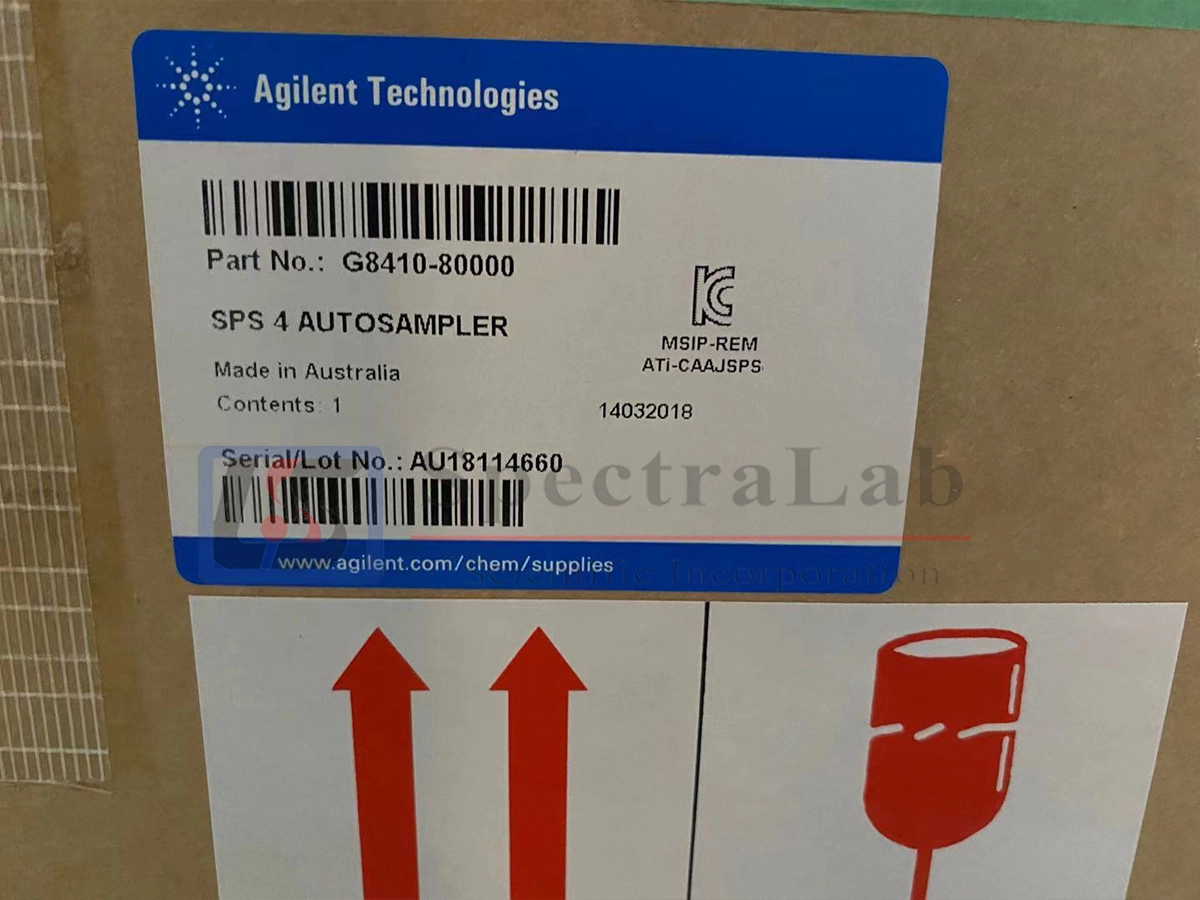 Agilent Technologies
Part No.: G8410-80000
SPS 4 AUTOSAMPLER
MSIP-REM
ATi-CAAJSPS
Made in Australia
Contents: 1
14032018
Serial/Lot No.: AU18114660
SpectraLab
Scientific Incorporation
www.agilent.com/chem/supplies